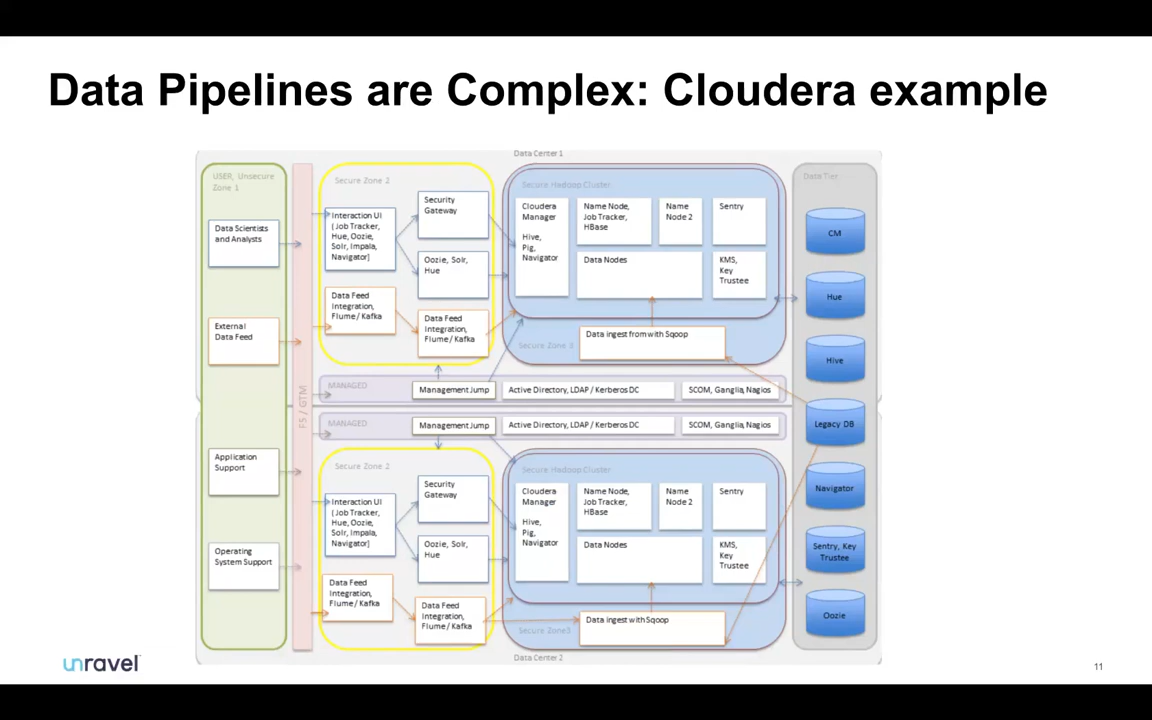 Data Pipelines are Complex: Cloudera example
Data Center 1
USER, Unsecure
Zone 1
Data Scientists
and Analysts
External
Data Feed
Application
Support
Operating
System Support
F5 / GTM
Secure Zone 2
Interaction UI
( Job Tracker,
Hue, Oozie,
Solr, Impala,
Navigator)
Security
Gateway
Oozie, Solr,
Hue
Data Feed
Integration,
Flume / Kafka
Data Feed
Integration,
Flume / Kafka
Secure Hadoop Cluster
Cloudera
Manager
Hive,
Pig,
Navigator
Name Node,
Job Tracker,
HBase
Name
Node 2
Sentry
Data Nodes
KMS,
Key
Trustee
Secure Zone 3
Data ingest from with Sqoop
MANAGED
Management Jump
Active Directory, LDAP / Kerberos DC
SCOM, Ganglia, Nagios
MANAGED
Management Jump
Active Directory, LDAP / Kerberos DC
SCOM, Ganglia, Nagios
Secure Zone 2
Interaction UI
( Job Tracker,
Hue, Oozie,
Solr, Impala,
Navigator)
Security
Gateway
Oozie, Solr,
Hue
Data Feed
Integration,
Flume / Kafka
Data Feed
Integration,
Flume / Kafka
Secure Hadoop Cluster
Cloudera
Manager
Hive,
Pig,
Navigator
Name Node,
Job Tracker,
HBase
Name
Node 2
Sentry
Data Nodes
KMS,
Key
Trustee
Secure Zone3
Data ingest with Sqoop
Data Tier
CM
Hue
Hive
Legacy DB
Navigator
Sentry, Key
Trustee
Oozie
Data Center 2
unravel
11